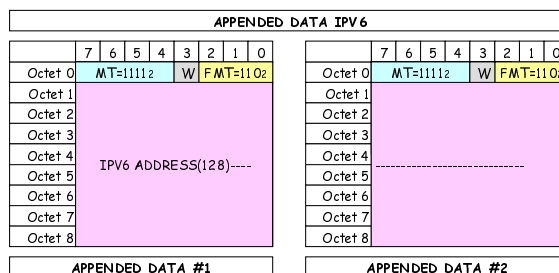 APPENDED DATA IPV6
7 6 5 4 3 2 1 0
Octet 0 MT=1111₂ W FMT=110₂
Octet 1
Octet 2
Octet 3
Octet 4
IPV6 ADDRESS(128)----
Octet 5
Octet 6
Octet 7
Octet 8
APPENDED DATA #1
7 6 5 4 3 2 1 0
Octet 0 MT=1111₂ W FMT=110₂
Octet 1
Octet 2
Octet 3
Octet 4
--------------------------
Octet 5
Octet 6
Octet 7
Octet 8
APPENDED DATA #2